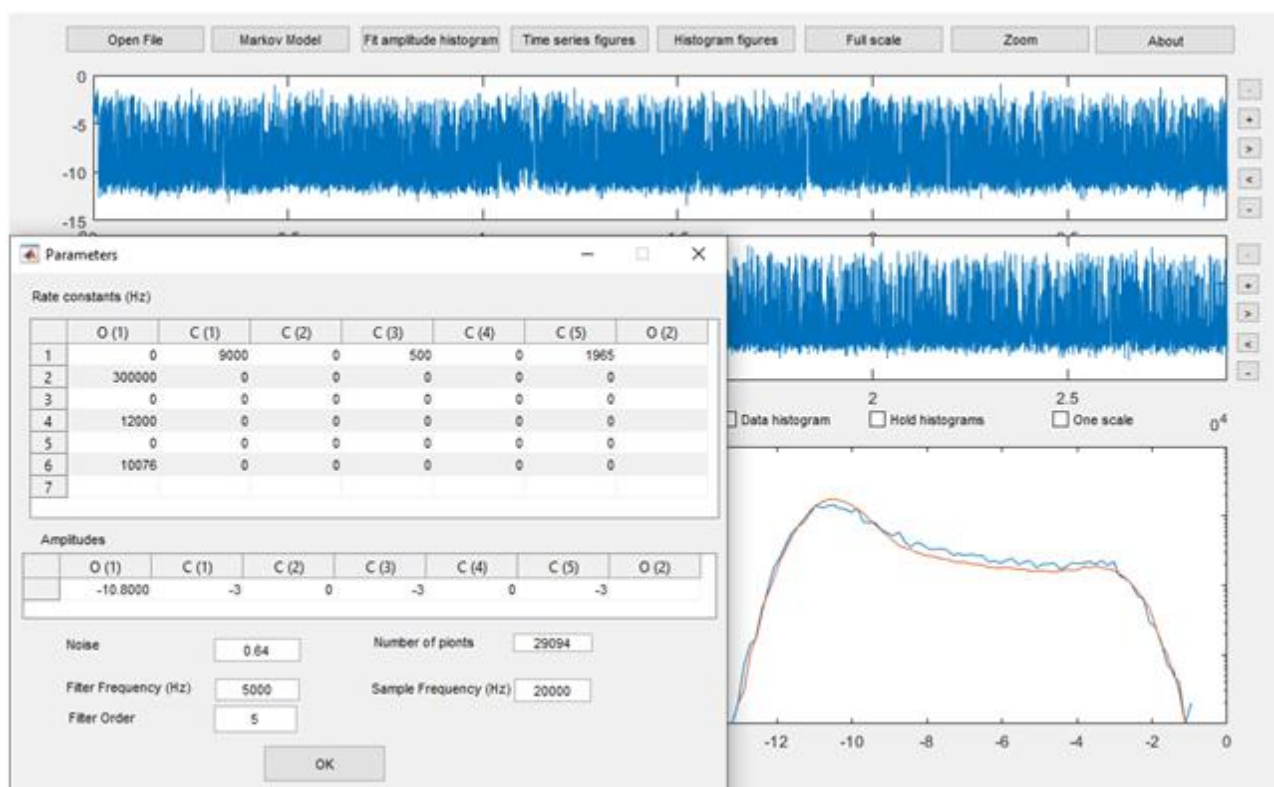 Open File Markov Model Fit amplitude histogram Time series figures Histogram figures Full scale Zoom About
0
-5
-10
-15
-
+
>
<
-
Parameters
Rate constants (Hz)
O (1) C (1) C (2) C (3) C (4) C (5) O (2)
1 0 9000 0 500 0 1965
2 300000 0 0 0 0 0
3 0 0 0 0 0 0
4 12000 0 0 0 0 0
5 0 0 0 0 0 0
6 10076 0 0 0 0 0
7
Amplitudes
O (1) C (1) C (2) C (3) C (4) C (5) O (2)
-10.8000 -3 0 -3 0 -3
Noise 0.64 Number of pionts 29094
Filter Frequency (Hz) 5000 Sample Frequency (Hz) 20000
Filter Order 5
OK
-
+
>
<
-
2 2.5
Data histogram Hold histograms One scale 0⁴
-12 -10 -8 -6 -4 -2 0